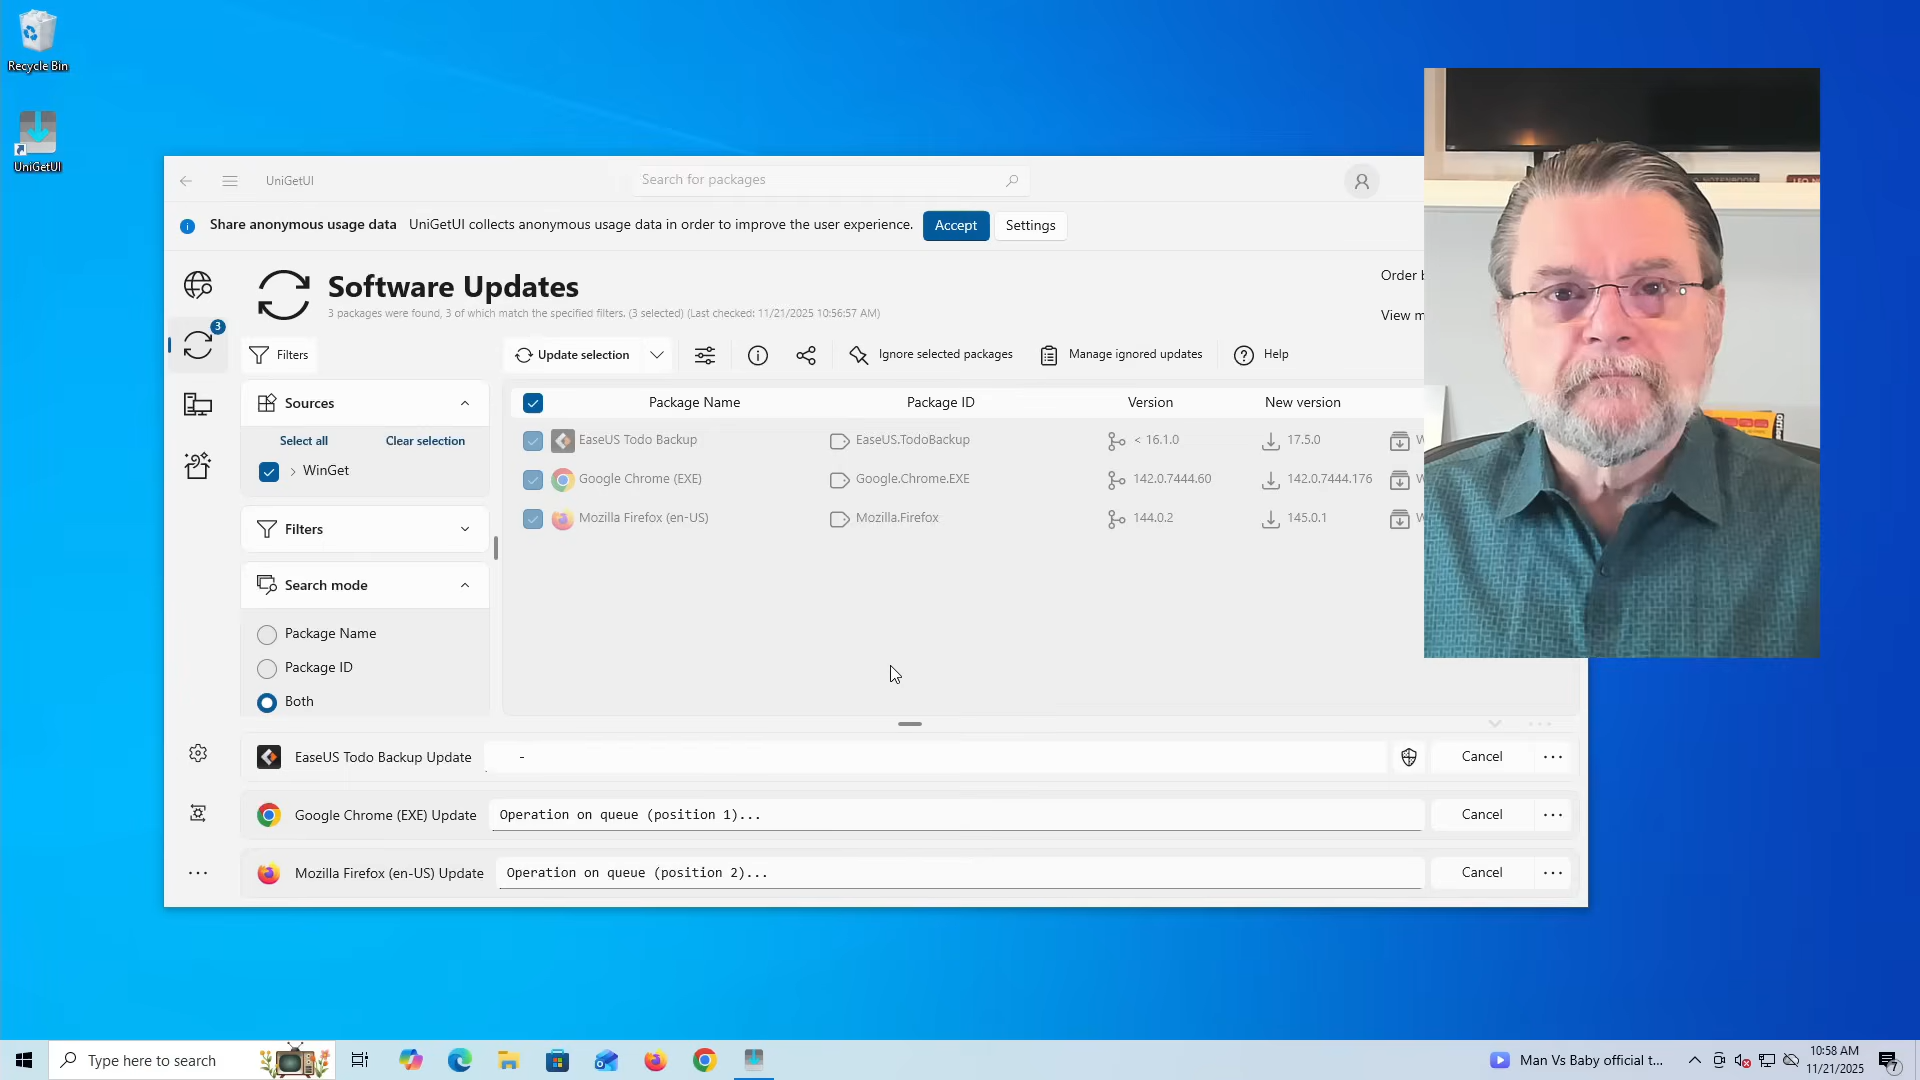 Recycle Bin
UniGetUI
UniGetUI
Search for packages
Share anonymous usage data UniGetUI collects anonymous usage data in order to improve the user experience. Accept Settings
Software Updates
3 packages were found, 3 of which match the specified filters. (3 selected) (Last checked: 11/21/2025 10:56:57 AM)
Order b
View m
3
Filters
Update selection
Ignore selected packages
Manage ignored updates
Help
Sources
Select all Clear selection
WinGet
Filters
Search mode
Package Name
Package ID
Both
Package Name Package ID Version New version
EaseUS Todo Backup EaseUS.TodoBackup < 16.1.0 17.5.0
Google Chrome (EXE) Google.Chrome.EXE 142.0.7444.60 142.0.7444.176
Mozilla Firefox (en-US) Mozilla.Firefox 144.0.2 145.0.1
EaseUS Todo Backup Update - Cancel
Google Chrome (EXE) Update Operation on queue (position 1)... Cancel
Mozilla Firefox (en-US) Update Operation on queue (position 2)... Cancel
Type here to search
Man Vs Baby official t...
10:58 AM
11/21/2025
7